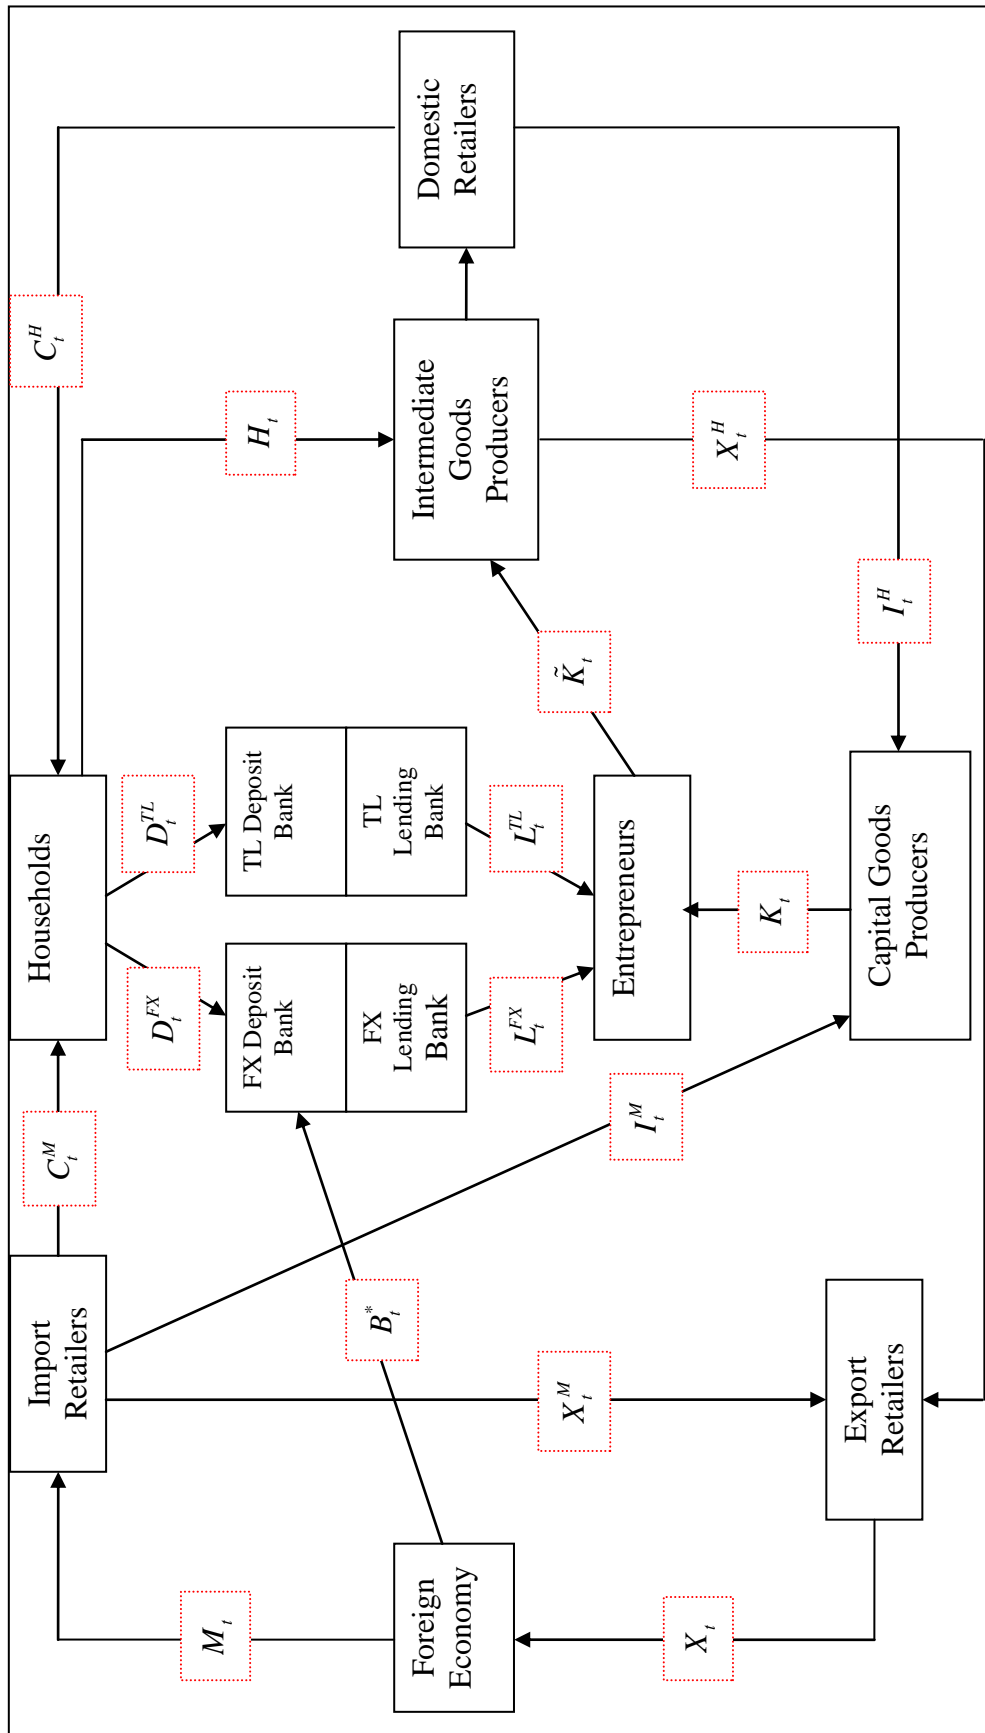 Import
Retailers
$C_t^M$
Households
$C_t^H$
$M_t$
$D_t^{FX}$
$D_t^{TL}$
$H_t$
FX Deposit
Bank
TL Deposit
Bank
FX
Lending
Bank
TL
Lending
Bank
Foreign
Economy
$B_t^*$
Intermediate
Goods
Producers
Domestic
Retailers
$L_t^{FX}$
$L_t^{TL}$
$X_t^M$
$\tilde{K}_t$
Entrepreneurs
$I_t^M$
$X_t$
$K_t$
$X_t^H$
Export
Retailers
Capital Goods
Producers
$I_t^H$